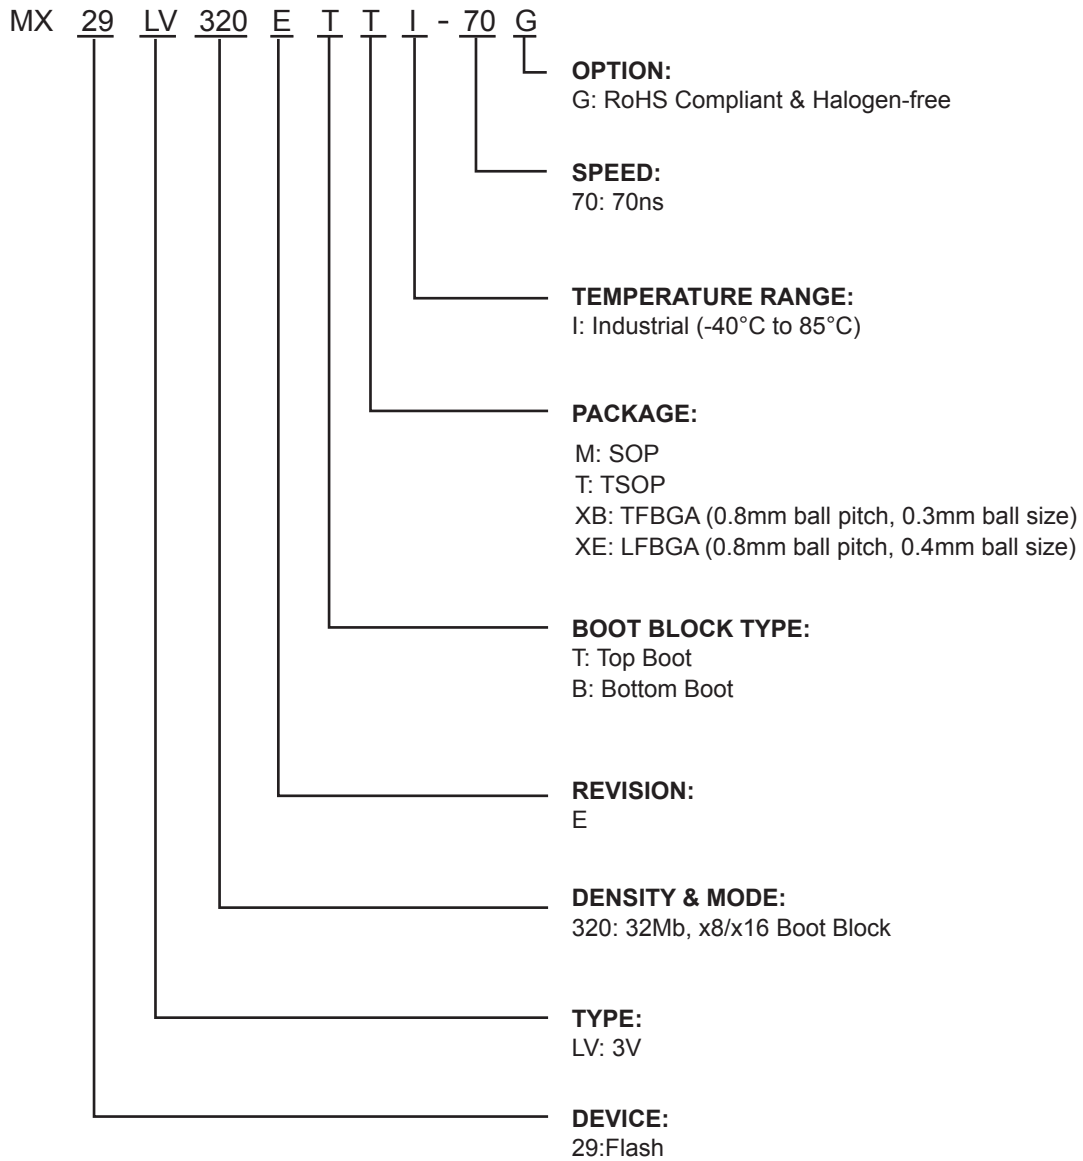 MX 29 LV 320 E T T I - 70 G
OPTION:
G: RoHS Compliant & Halogen-free
SPEED:
70: 70ns
TEMPERATURE RANGE:
I: Industrial (-40°C to 85°C)
PACKAGE:
M: SOP
T: TSOP
XB: TFBGA (0.8mm ball pitch, 0.3mm ball size)
XE: LFBGA (0.8mm ball pitch, 0.4mm ball size)
BOOT BLOCK TYPE:
T: Top Boot
B: Bottom Boot
REVISION:
E
DENSITY & MODE:
320: 32Mb, x8/x16 Boot Block
TYPE:
LV: 3V
DEVICE:
29:Flash